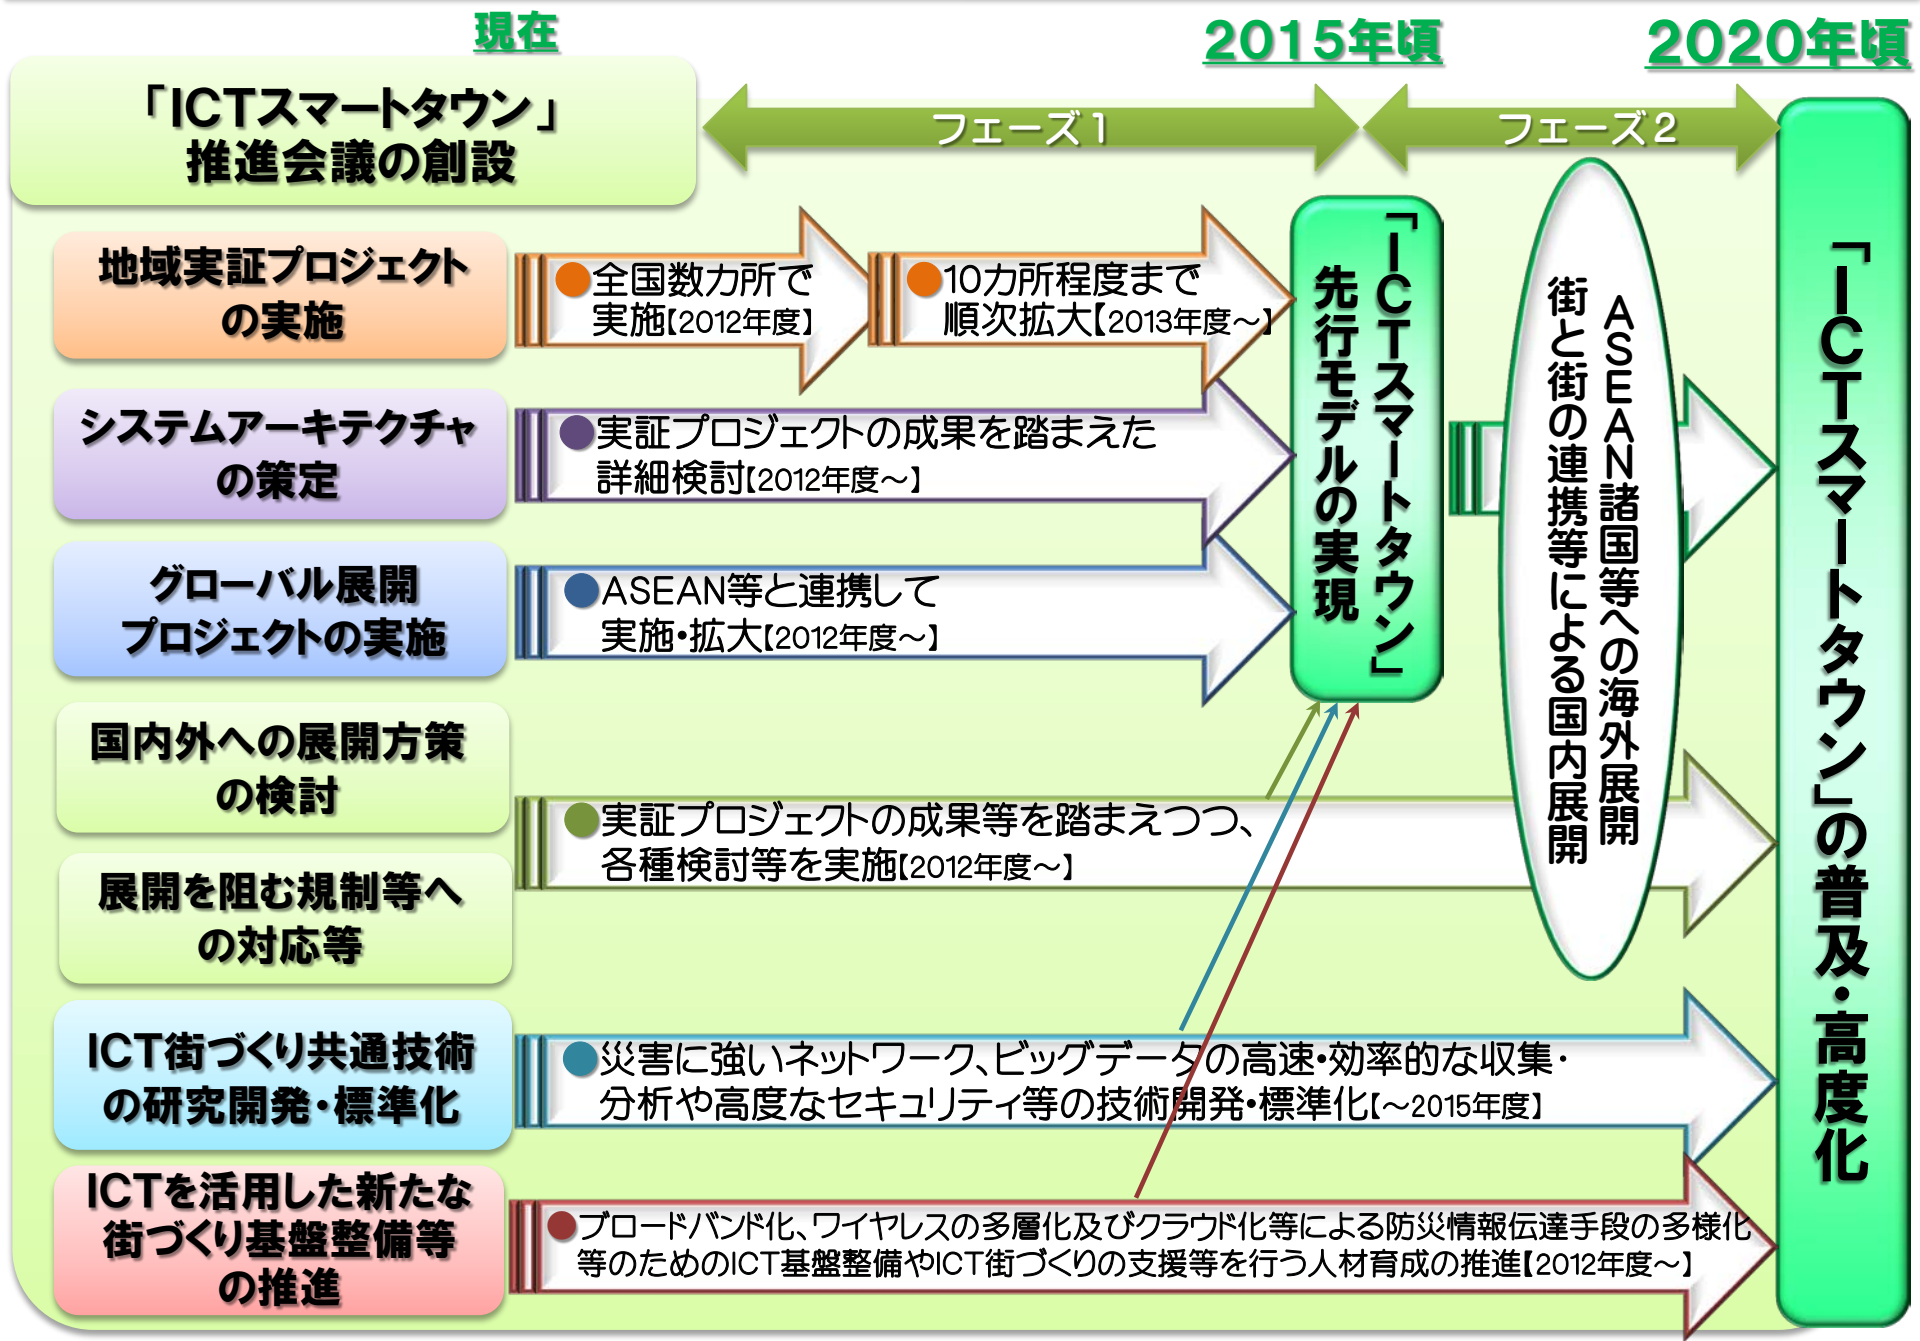 現在
2015年頃
2020年頃
「ICTスマートタウン」
推進会議の創設
フェーズ1
フェーズ2
地域実証プロジェクト
の実施
●全国数カ所で
実施【2012年度】
●10カ所程度まで
順次拡大【2013年度～】
システムアーキテクチャ
の策定
●実証プロジェクトの成果を踏まえた
詳細検討【2012年度～】
グローバル展開
プロジェクトの実施
●ASEAN等と連携して
実施・拡大【2012年度～】
国内外への展開方策
の検討
展開を阻む規制等へ
の対応等
●実証プロジェクトの成果等を踏まえつつ、
各種検討等を実施【2012年度～】
ICT街づくり共通技術
の研究開発・標準化
●災害に強いネットワーク、ビッグデータの高速・効率的な収集・
分析や高度なセキュリティ等の技術開発・標準化【～2015年度】
ICTを活用した新たな
街づくり基盤整備等
の推進
●ブロードバンド化、ワイヤレスの多層化及びクラウド化等による防災情報伝達手段の多様化
等のためのICT基盤整備やICT街づくりの支援等を行う人材育成の推進【2012年度～】
「ICTスマートタウン」
先行モデルの実現
ASEAN諸国等への海外展開
街と街の連携等による国内展開
「ICTスマートタウン」の普及・高度化